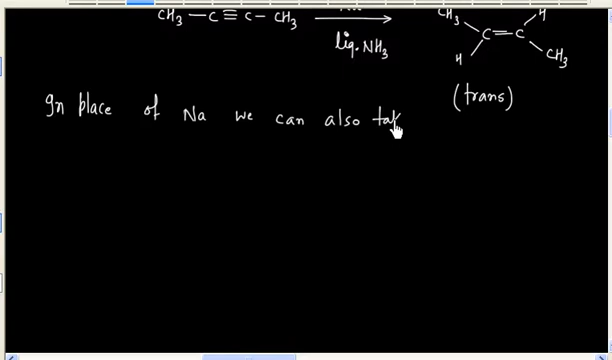 CH3 — C ≡ C — CH3
liq. NH3
CH3 H
C = C
H CH3
(trans)
In place of Na we can also tak